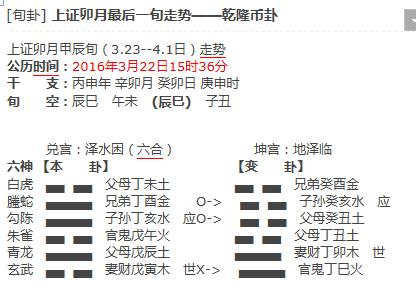 [旬卦] 上证卯月最后一句走势——乾隆币卦
上证卯月甲辰旬（3.23--4.1日）走势
公历时间：2016年3月22日15时36分
干　　支：丙申年 辛卯月 癸卯日 庚申时
旬　　空：辰巳　午未　(辰巳)　子丑
兑宫：泽水困（六合）　　坤宫：地泽临
六神【本　　卦】　　【变　　卦】
白虎　父母丁未土　　兄弟癸酉金
螣蛇　兄弟丁酉金　O->　子孙癸亥水　应
勾陈　子孙丁亥水　应O->　父母癸丑土
朱雀　官鬼戊午火　　父母丁丑土
青龙　父母戊辰土　　妻财丁卯木　世
玄武　妻财戊寅木　世X->　官鬼丁巳火